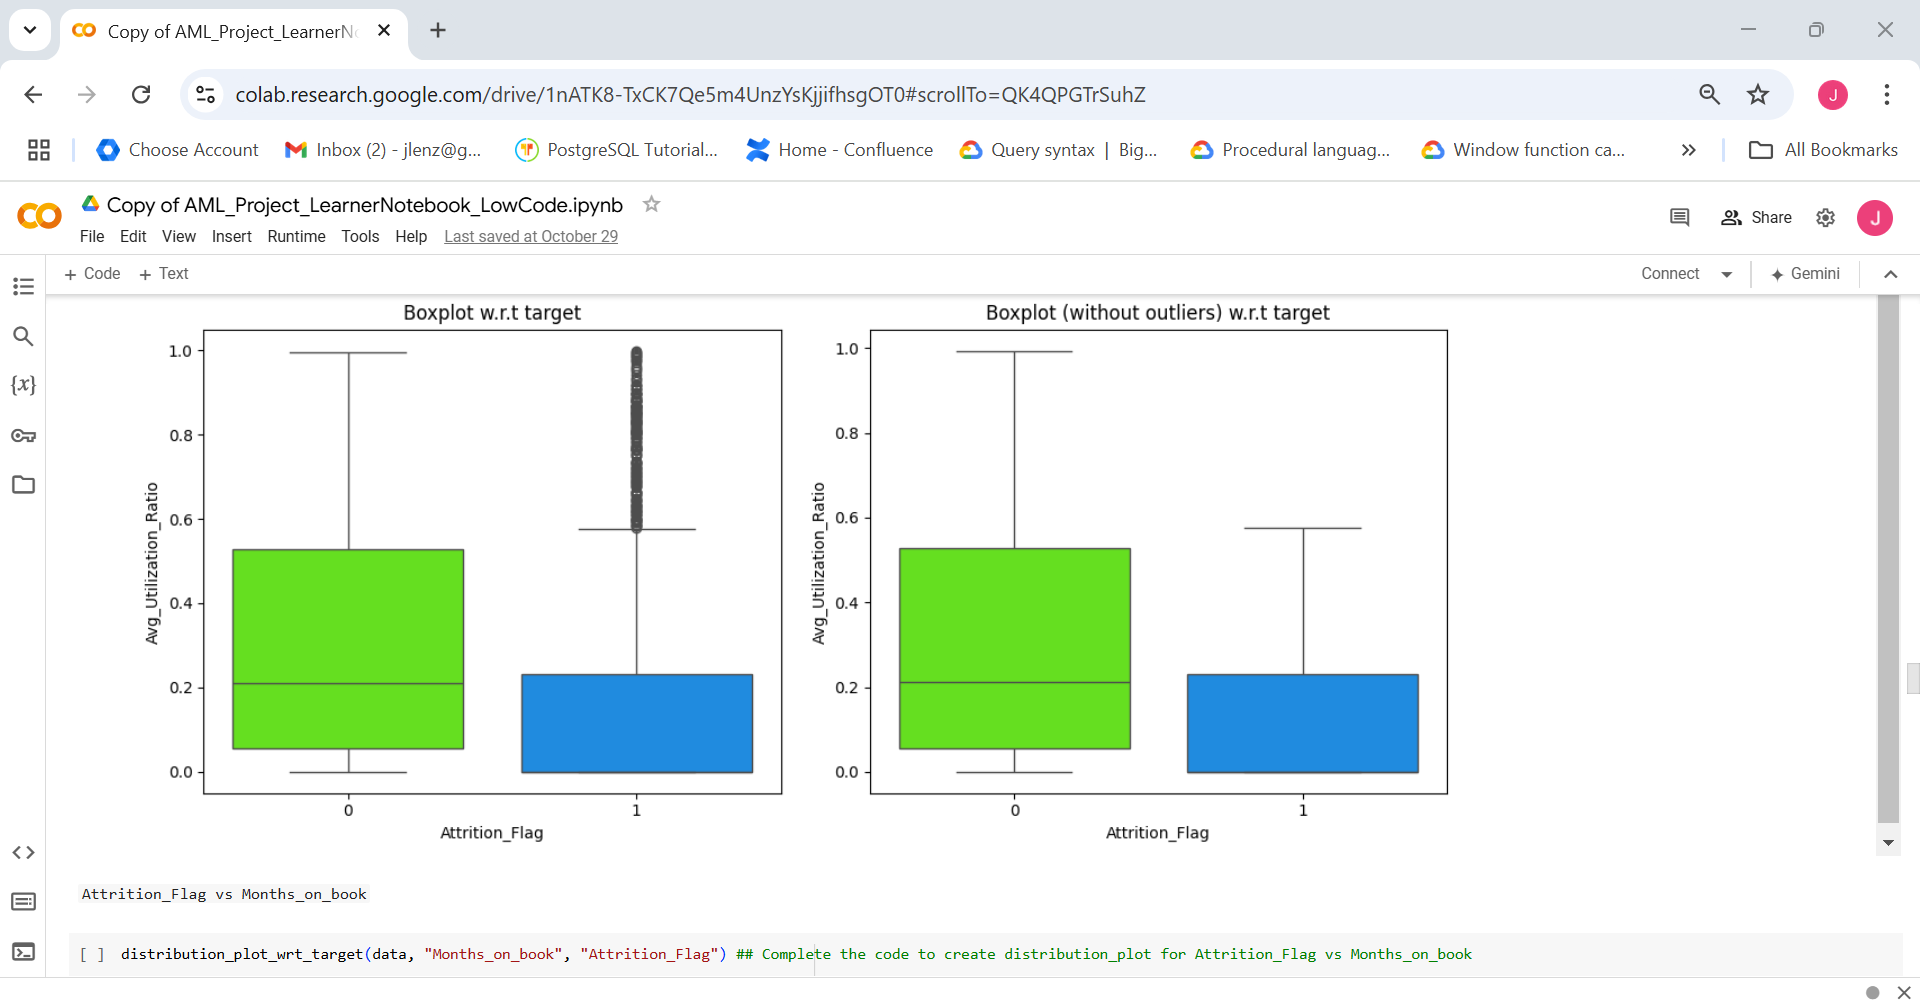 Copy of AML_Project_LearnerN
colab.research.google.com/drive/1nATK8-TxCK7Qe5m4UnzYsKjjifhsgOT0#scrollTo=QK4QPGTrSuhZ
J
Choose Account
Inbox (2) - jlenz@g...
PostgreSQL Tutorial...
Home - Confluence
Query syntax | Big...
Procedural languag...
Window function ca...
All Bookmarks
Copy of AML_Project_LearnerNotebook_LowCode.ipynb
File Edit View Insert Runtime Tools Help Last saved at October 29
Share
J
+ Code + Text
Connect
Gemini
{x}
Boxplot w.r.t target
1.0
0.8
0.6
0.4
0.2
0.0
Avg_Utilization_Ratio
0 1
Attrition_Flag
Boxplot (without outliers) w.r.t target
1.0
0.8
0.6
0.4
0.2
0.0
Avg_Utilization_Ratio
0 1
Attrition_Flag
Attrition_Flag vs Months_on_book
[ ] distribution_plot_wrt_target(data, "Months_on_book", "Attrition_Flag") ## Complete the code to create distribution_plot for Attrition_Flag vs Months_on_book